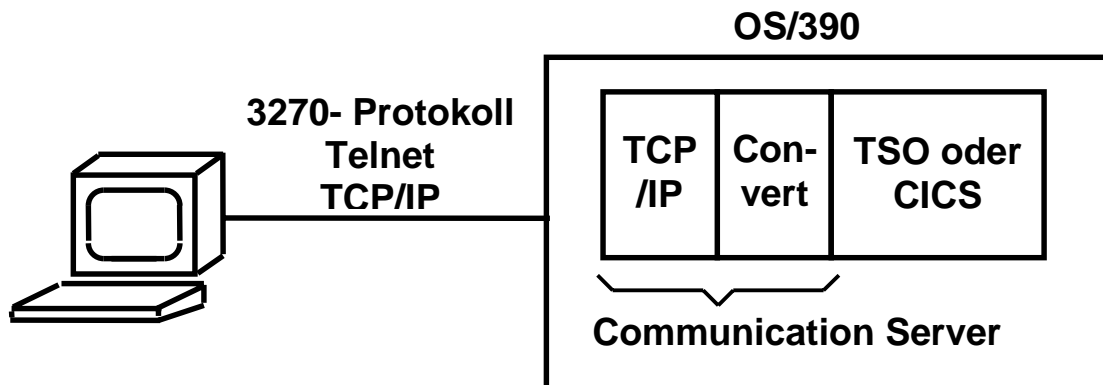 OS/390
3270- Protokoll
Telnet
TCP/IP
TCP
/IP
Con-
vert
TSO oder
CICS
Communication Server